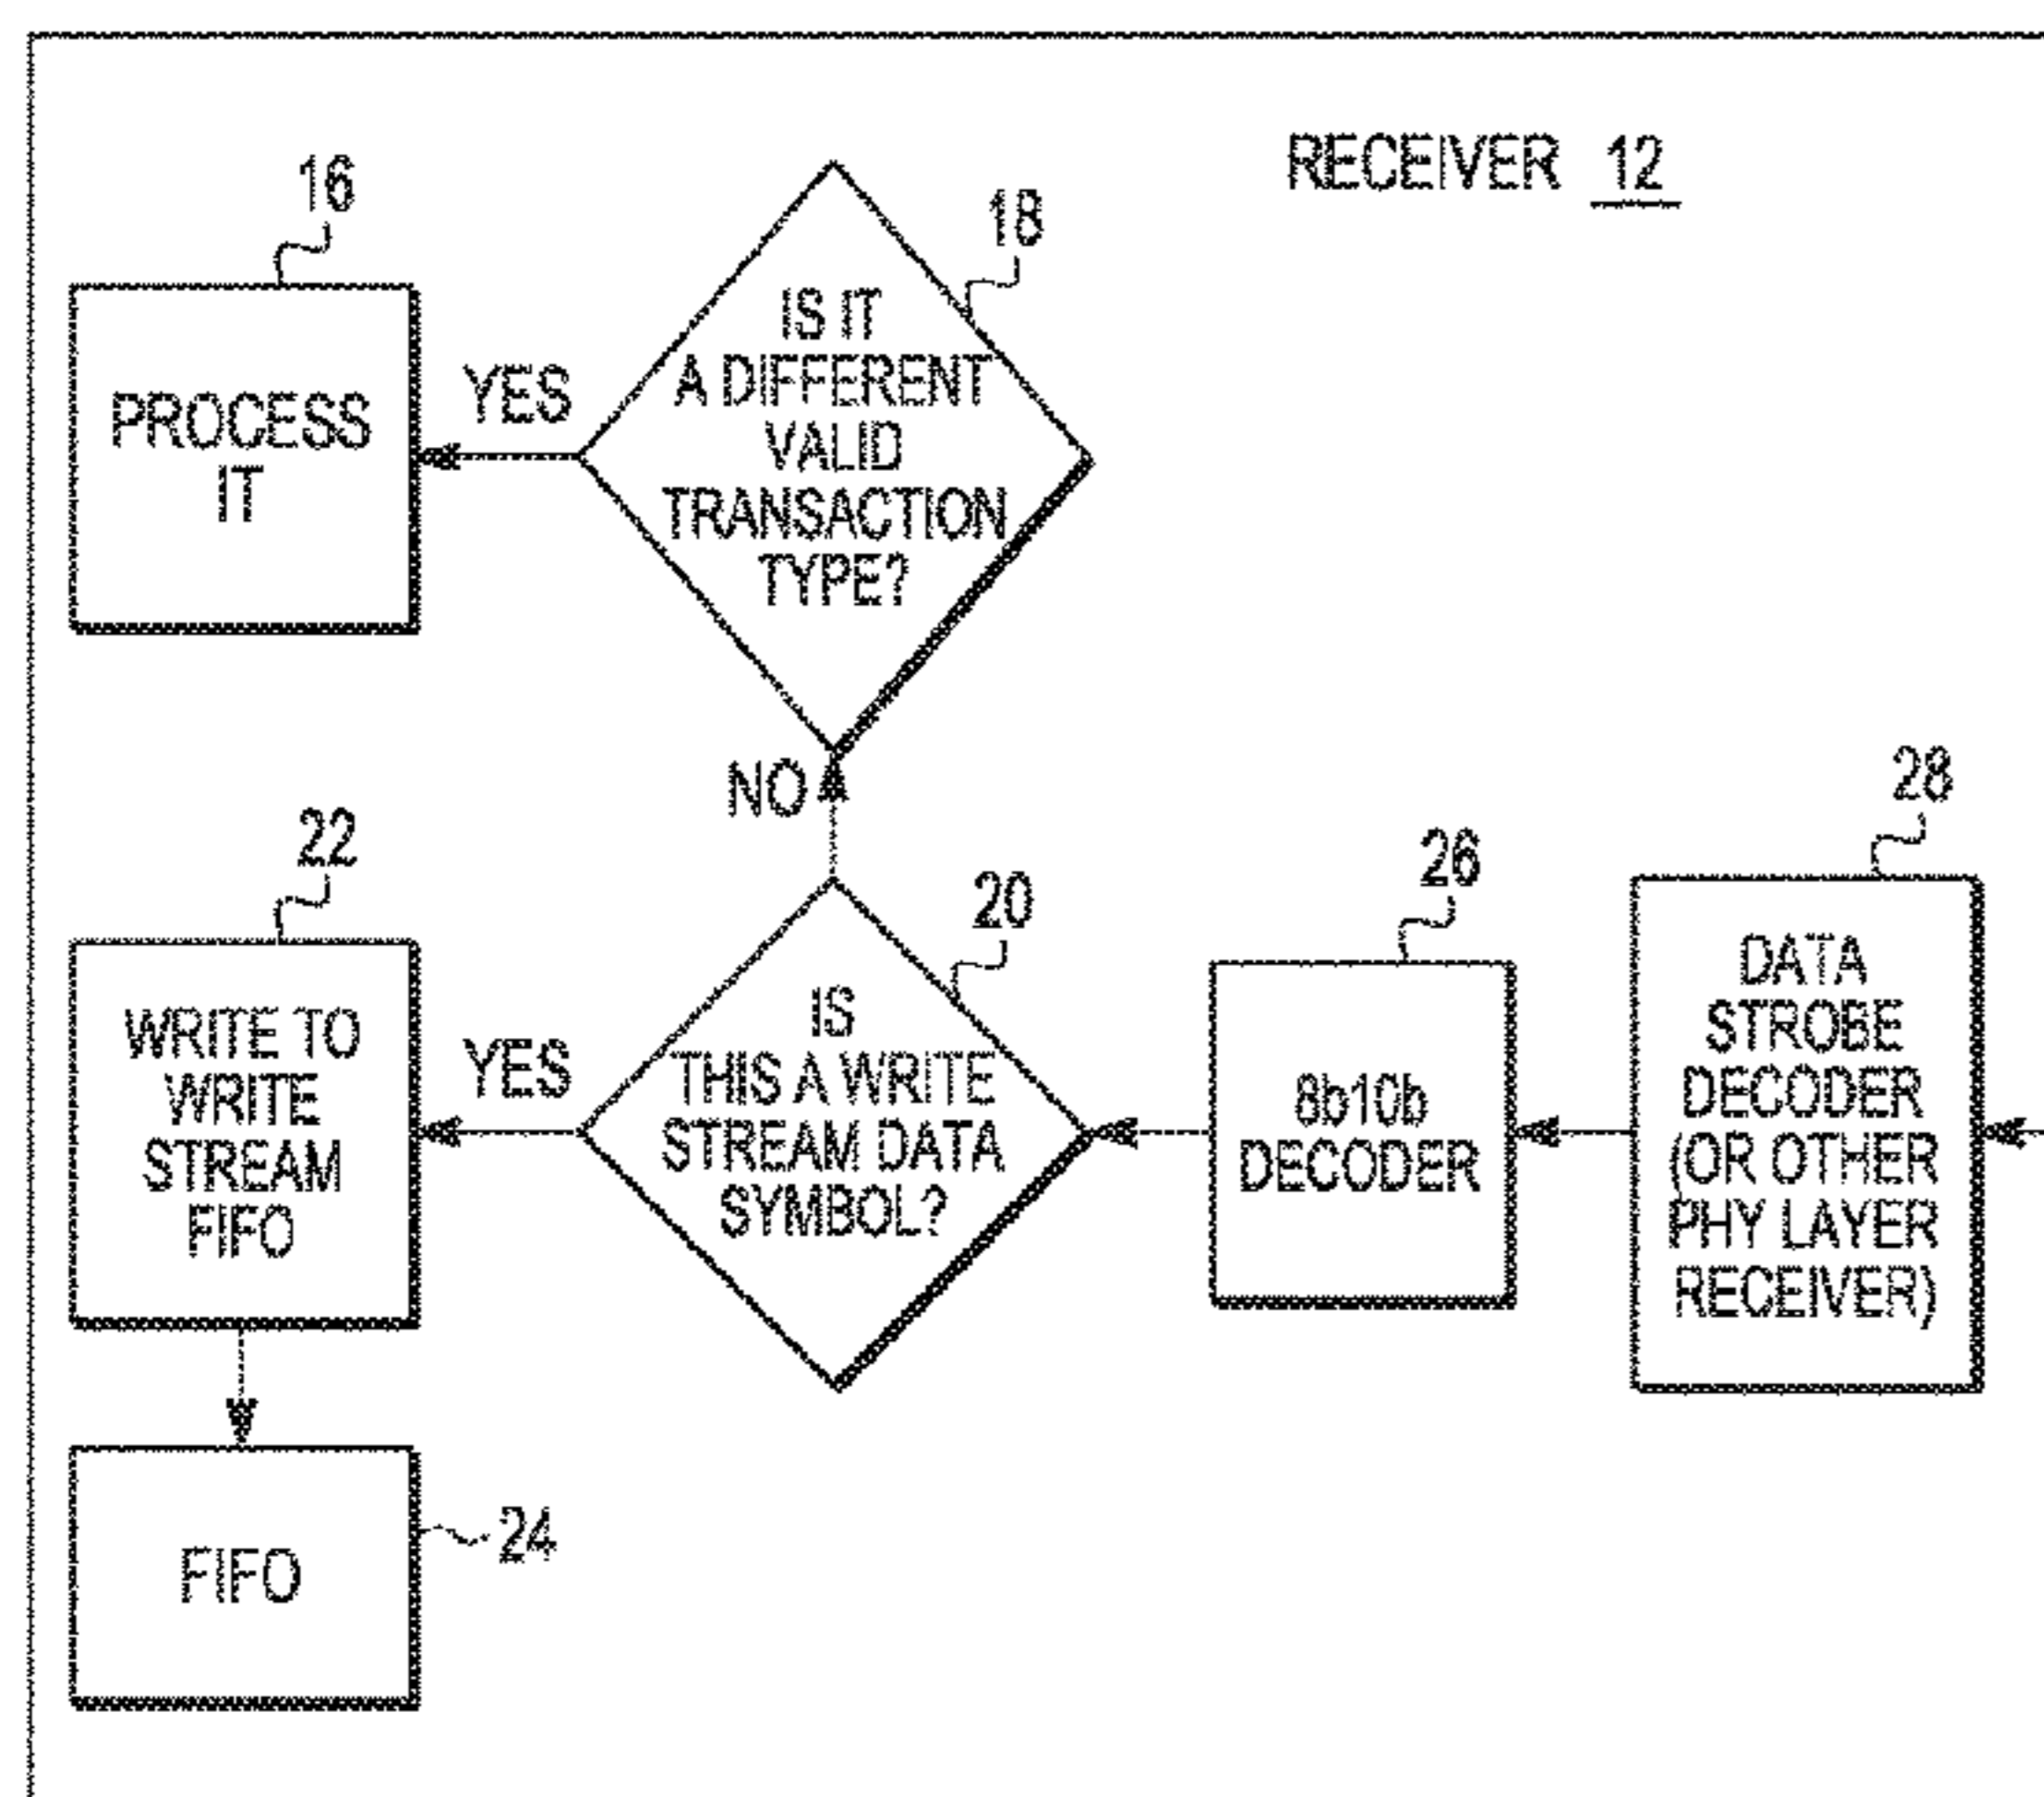 RECEIVER 12
16
18
IS IT
A DIFFERENT
VALID
TRANSACTION
TYPE?
YES
PROCESS
IT
NO
22
20
26
28
WRITE TO
WRITE
STREAM
FIFO
YES
IS
THIS A WRITE
STREAM DATA
SYMBOL?
8b10b
DECODER
DATA
STROBE
DECODER
(OR OTHER
PHY LAYER
RECEIVER)
FIFO
24